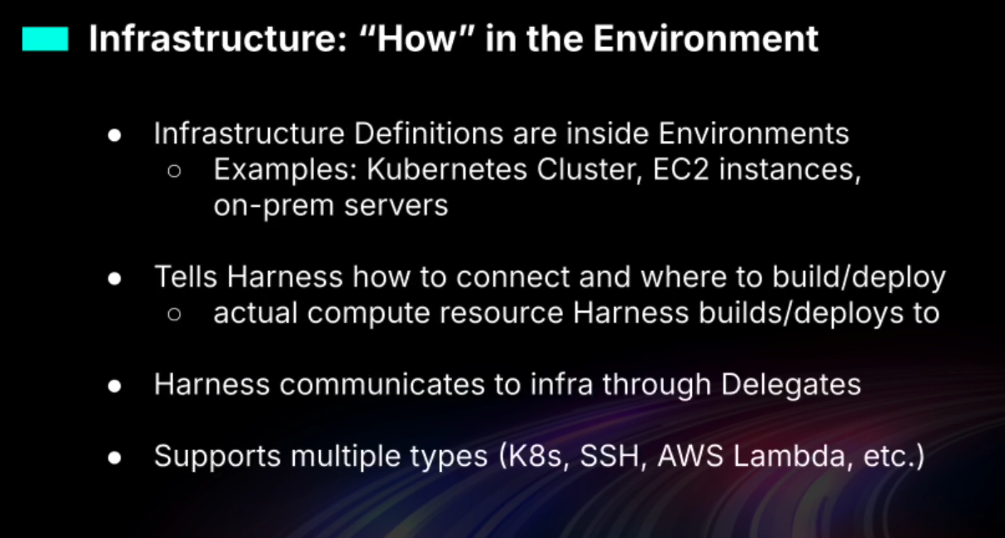 Infrastructure: “How” in the Environment
● Infrastructure Definitions are inside Environments
○ Examples: Kubernetes Cluster, EC2 instances,
on-prem servers
● Tells Harness how to connect and where to build/deploy
○ actual compute resource Harness builds/deploys to
● Harness communicates to infra through Delegates
● Supports multiple types (K8s, SSH, AWS Lambda, etc.)